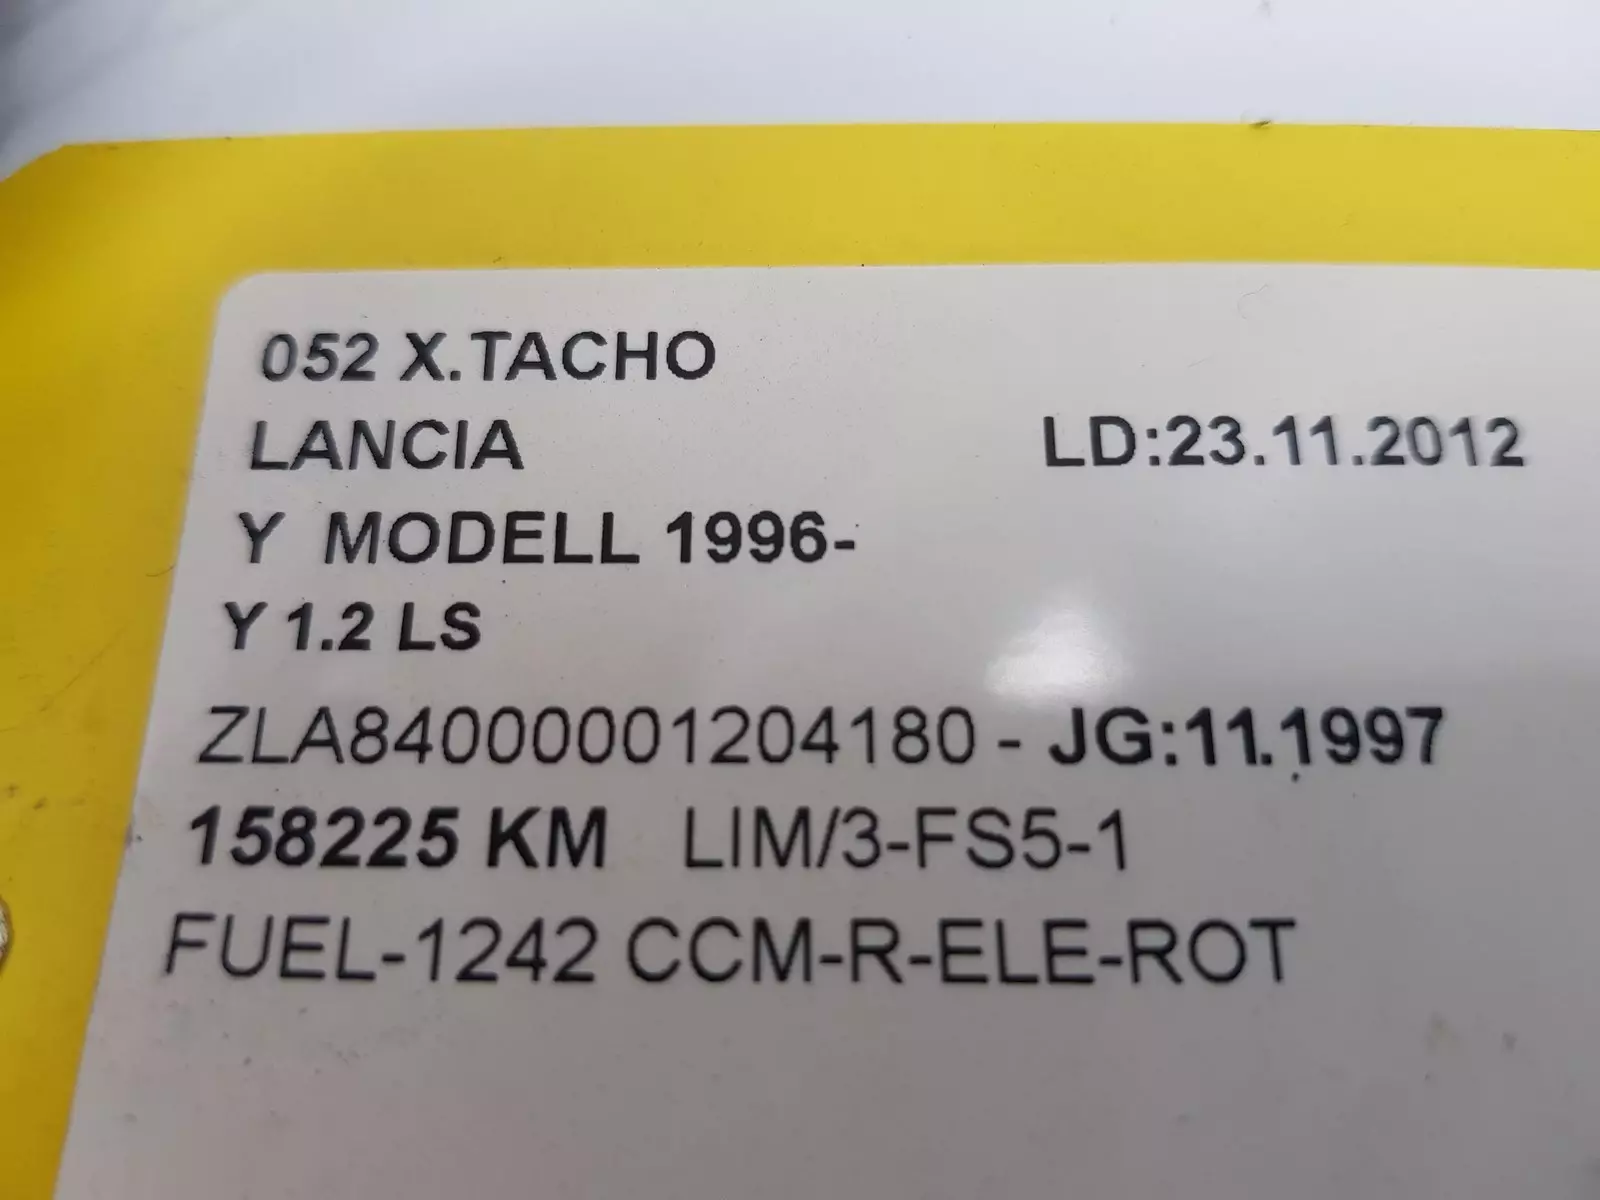 052 X.TACHO
LANCIA LD:23.11.2012
Y MODELL 1996-
Y 1.2 LS
ZLA84000001204180 - JG:11.1997
158225 KM LIM/3-FS5-1
FUEL-1242 CCM-R-ELE-ROT